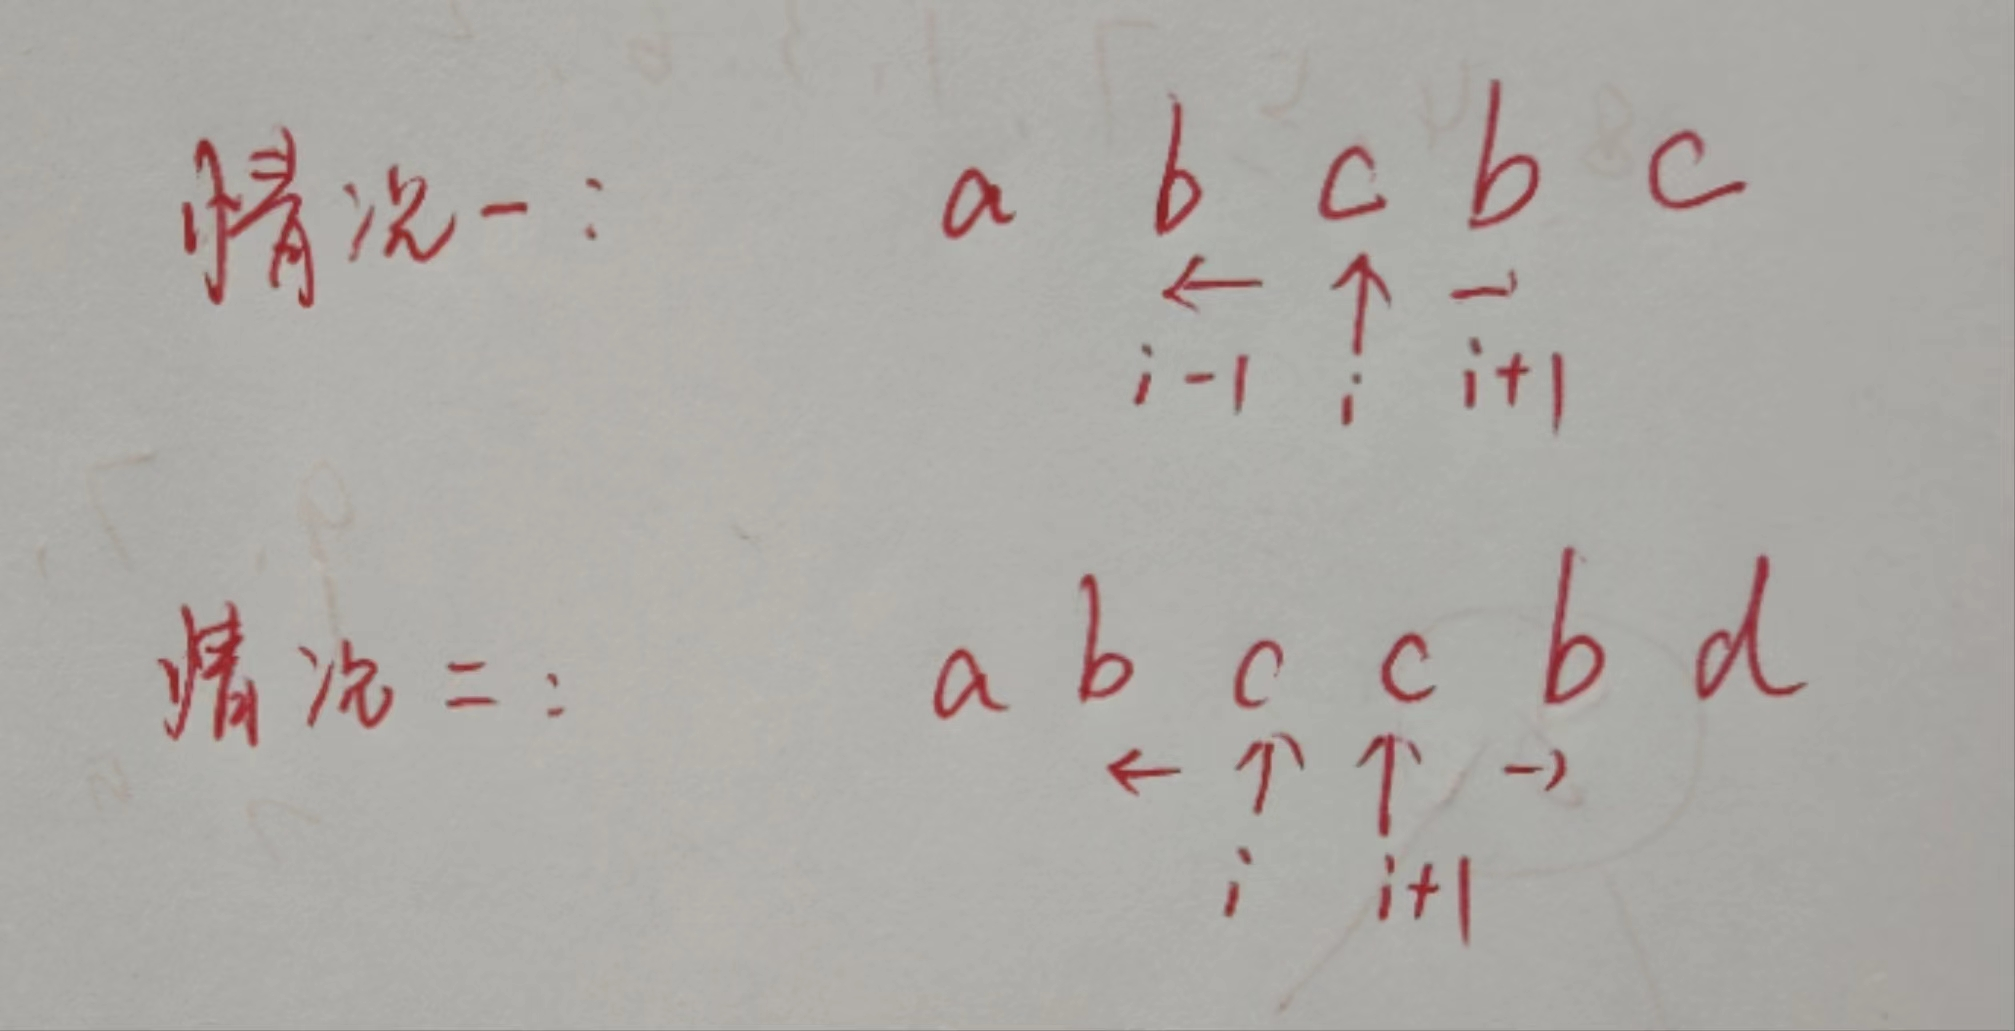 情况一: a b c b c
← ↑ →
i-1 i i+1
情况二: a b c c b d
← ↑ ↑ →
i i+1